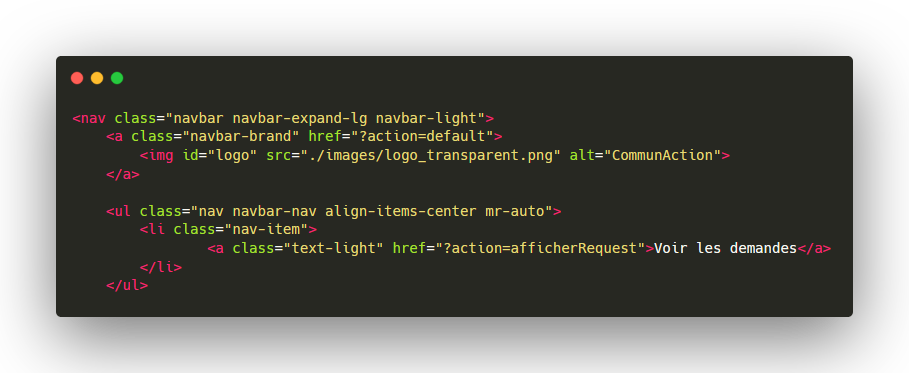 <nav class="navbar navbar-expand-lg navbar-light">
    <a class="navbar-brand" href="?action=default">
        <img id="logo" src="./images/logo_transparent.png" alt="CommunAction">
    </a>

    <ul class="nav navbar-nav align-items-center mr-auto">
        <li class="nav-item">
                <a class="text-light" href="?action=afficherRequest">Voir les demandes</a>
        </li>
    </ul>